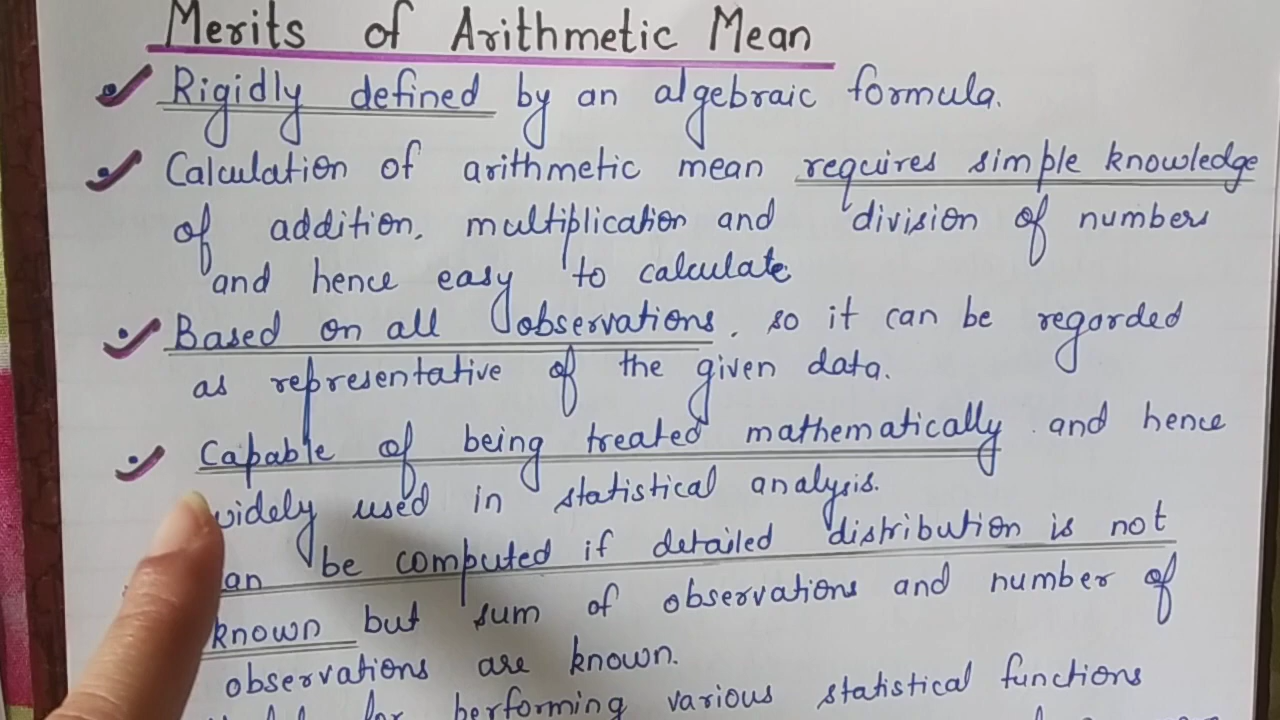 Merits of Arithmetic Mean
Rigidly defined by an algebraic formula.
Calculation of arithmetic mean requires simple knowledge
of addition, multiplication and division of numbers
and hence easy to calculate
Based on all observations, so it can be regarded
as representative of the given data.
Capable of being treated mathematically and hence
widely used in statistical analysis.
an be computed if detailed distribution is not
known but sum of observations and number of
observations are known.
for performing various statistical functions